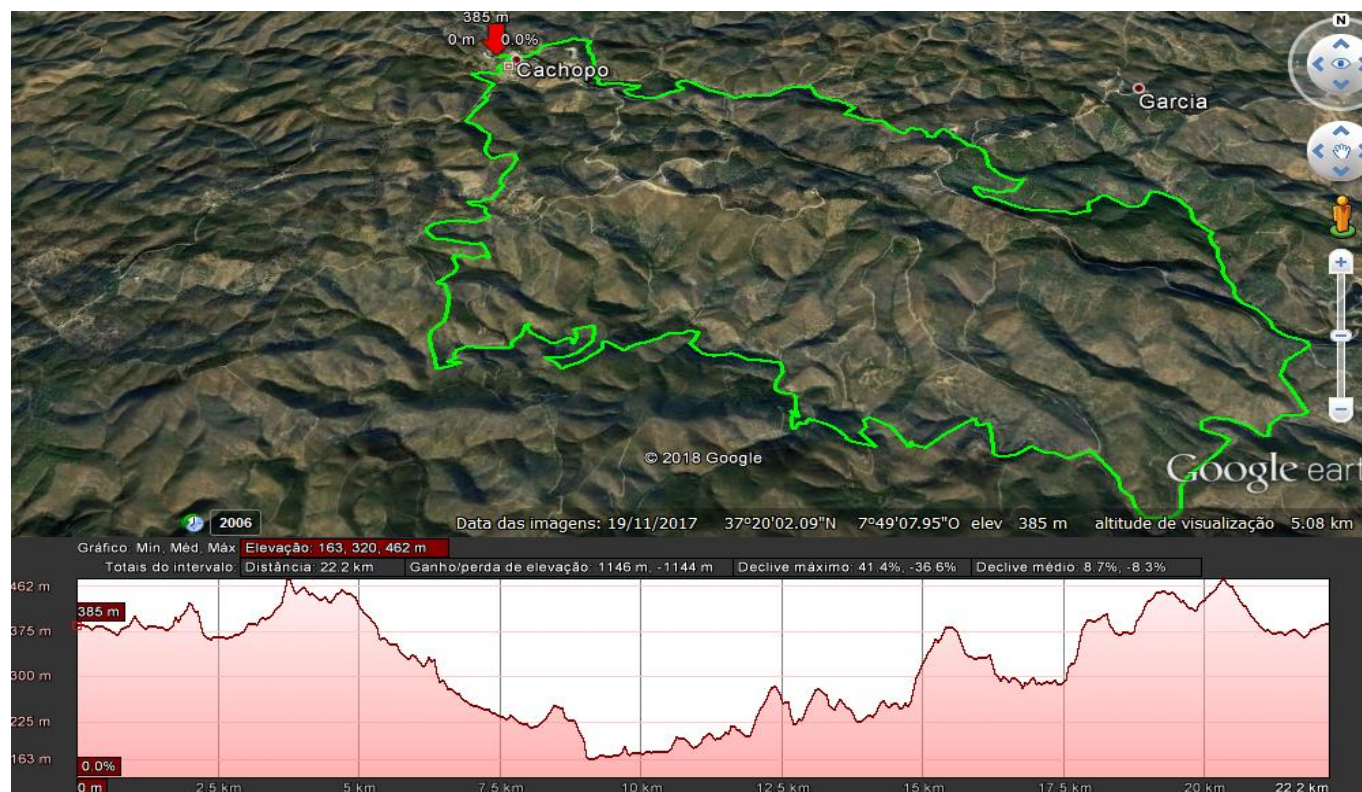 385 m
0 m 0.0%
Cachopo
Garcia
N
© 2018 Google
Google eart
2006
Data das imagens: 19/11/2017 37°20'02.09"N 7°49'07.95"O elev 385 m altitude de visualização 5.08 km
Gráfico: Mín, Méd, Máx Elevação: 163, 320, 462 m
Totais do intervalo: Distância: 22.2 km Ganho/perda de elevação: 1146 m, -1144 m Declive máximo: 41.4%, -36.6% Declive médio: 8.7%, -8.3%
462 m
385 m
375 m
300 m
225 m
163 m
0.0%
0 m 2.5 km 5 km 7.5 km 10 km 12.5 km 15 km 17.5 km 20 km 22.2 km